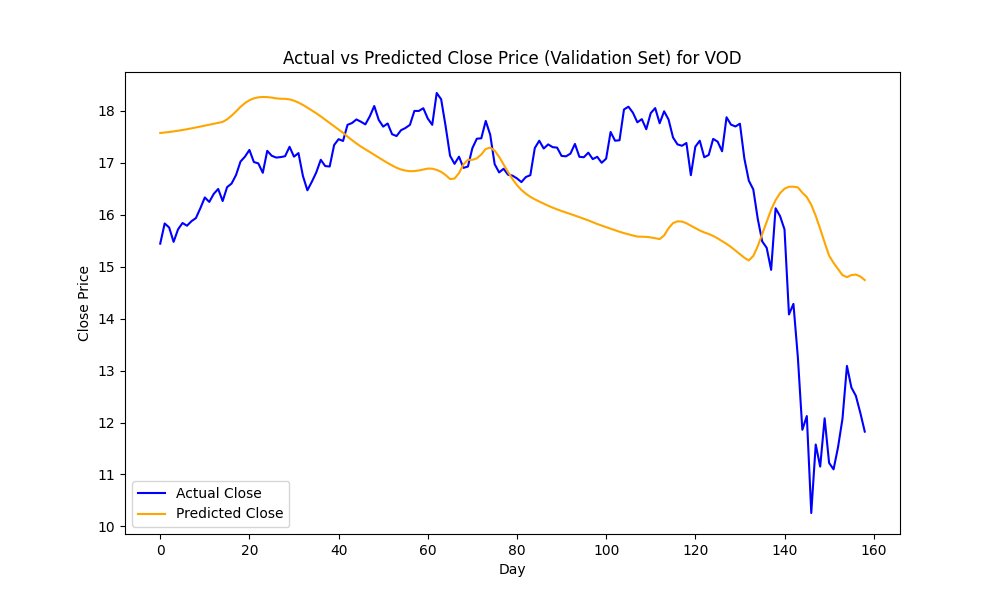 Actual vs Predicted Close Price (Validation Set) for VOD
Close Price
18
17
16
15
14
13
12
11
10
Actual Close
Predicted Close
0 20 40 60 80 100 120 140 160
Day